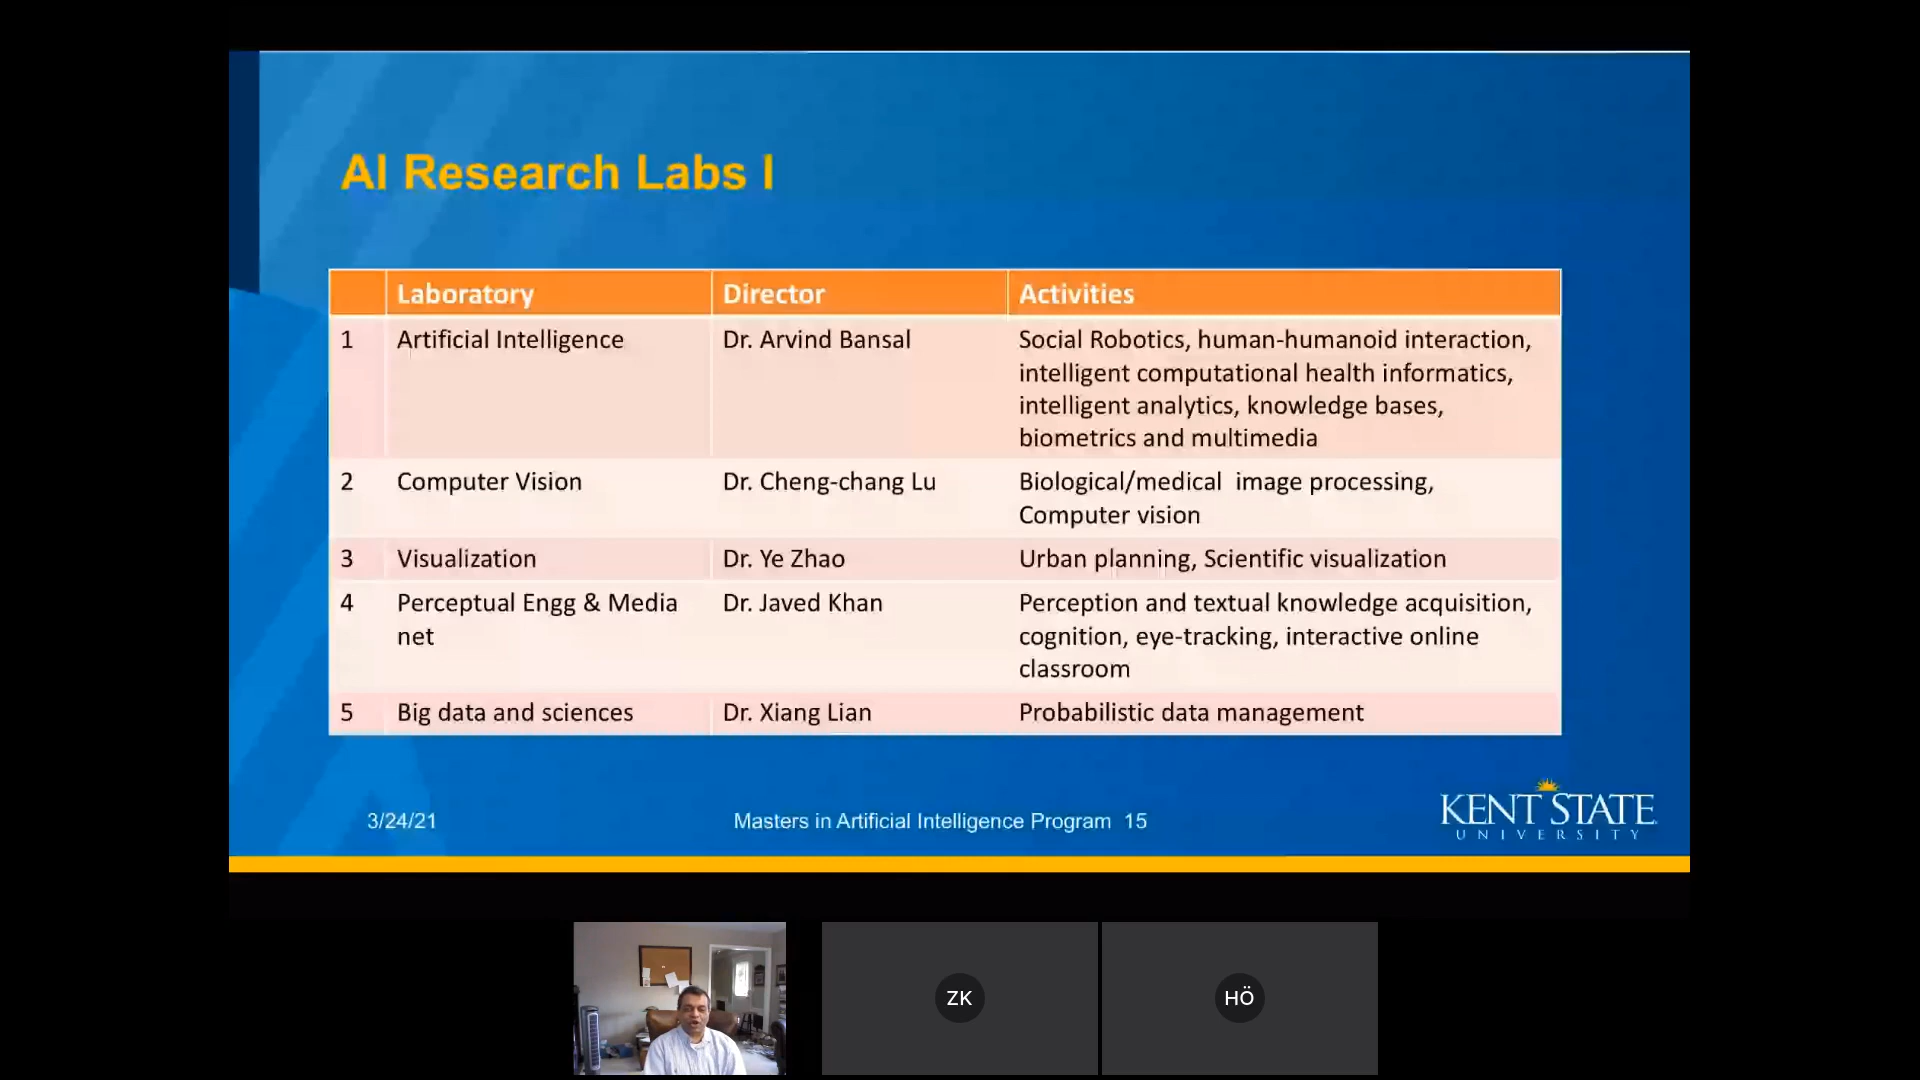 AI Research Labs I
Laboratory Director Activities
1 Artificial Intelligence Dr. Arvind Bansal Social Robotics, human-humanoid interaction,
intelligent computational health informatics,
intelligent analytics, knowledge bases,
biometrics and multimedia
2 Computer Vision Dr. Cheng-chang Lu Biological/medical image processing,
Computer vision
3 Visualization Dr. Ye Zhao Urban planning, Scientific visualization
4 Perceptual Engg & Media Dr. Javed Khan Perception and textual knowledge acquisition,
net cognition, eye-tracking, interactive online
classroom
5 Big data and sciences Dr. Xiang Lian Probabilistic data management
3/24/21 Masters in Artificial Intelligence Program 15
KENT STATE
UNIVERSITY
ZK
HÖ